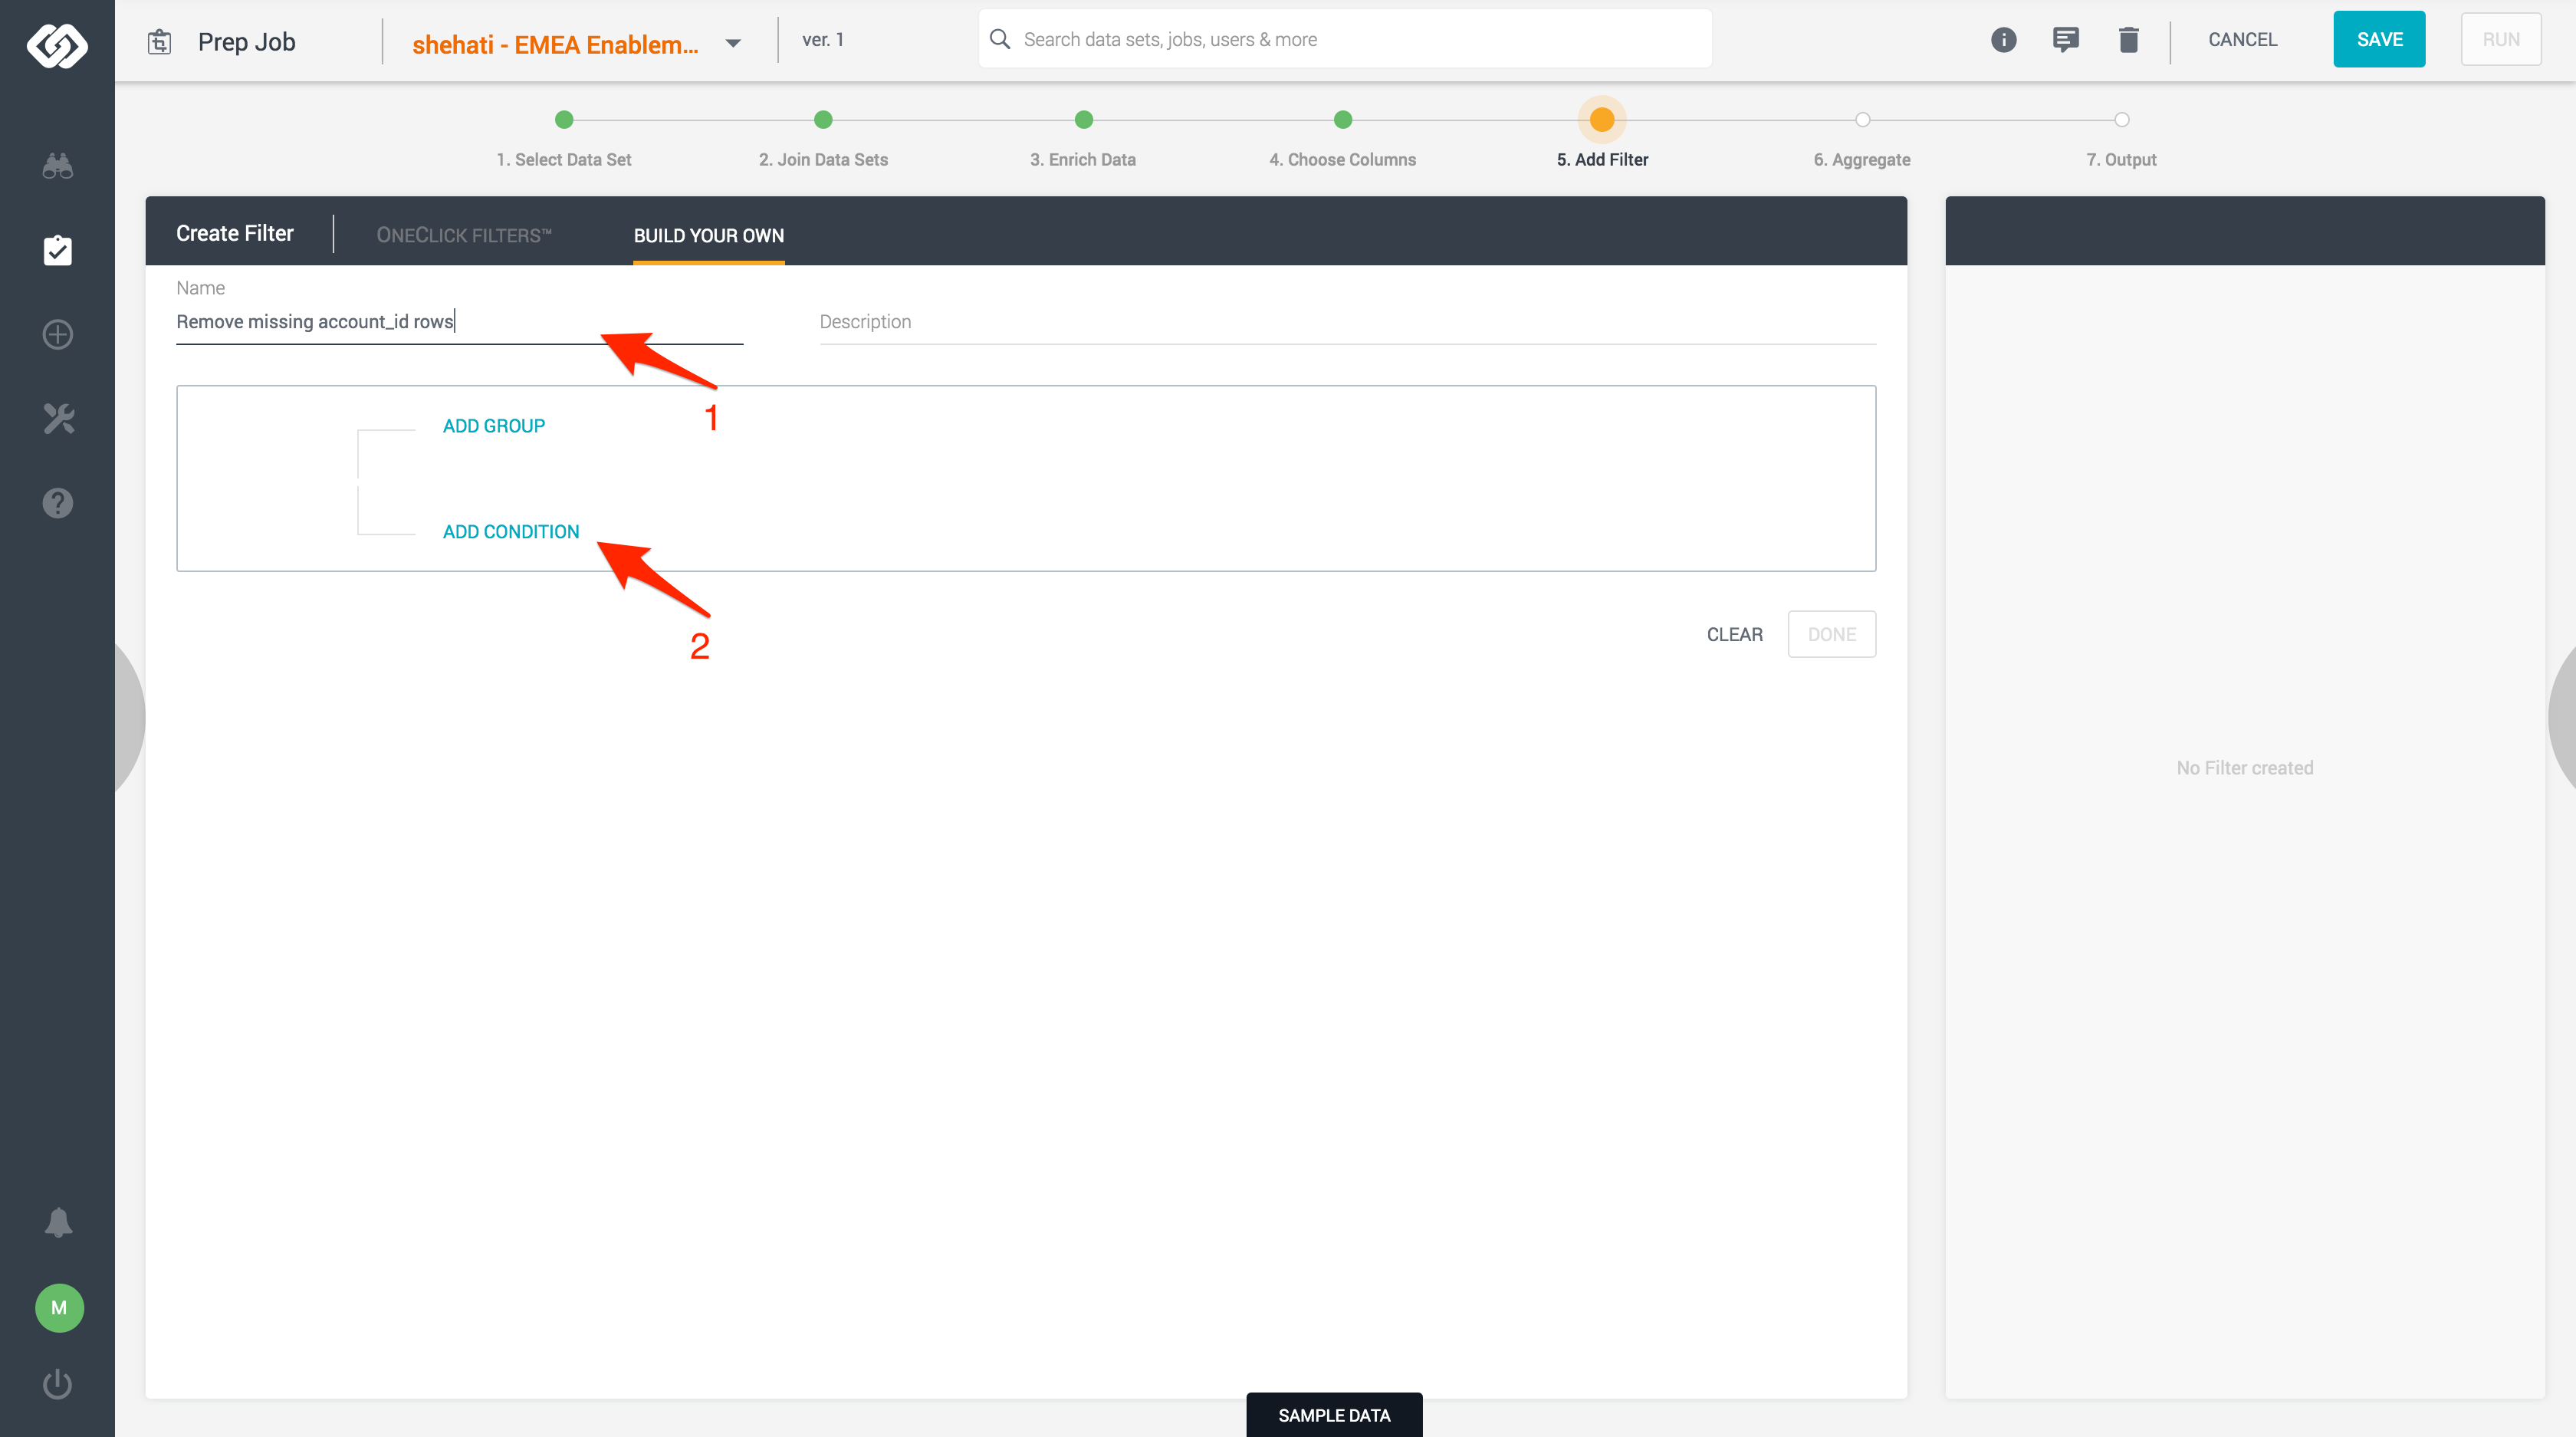 Prep Job
shehati - EMEA Enablem...
ver. 1
Search data sets, jobs, users & more
CANCEL
SAVE
RUN
1. Select Data Set
2. Join Data Sets
3. Enrich Data
4. Choose Columns
5. Add Filter
6. Aggregate
7. Output
Create Filter
ONECLICK FILTERS™
BUILD YOUR OWN
Name
Remove missing account_id rows
Description
1
ADD GROUP
ADD CONDITION
2
CLEAR
DONE
No Filter created
M
SAMPLE DATA